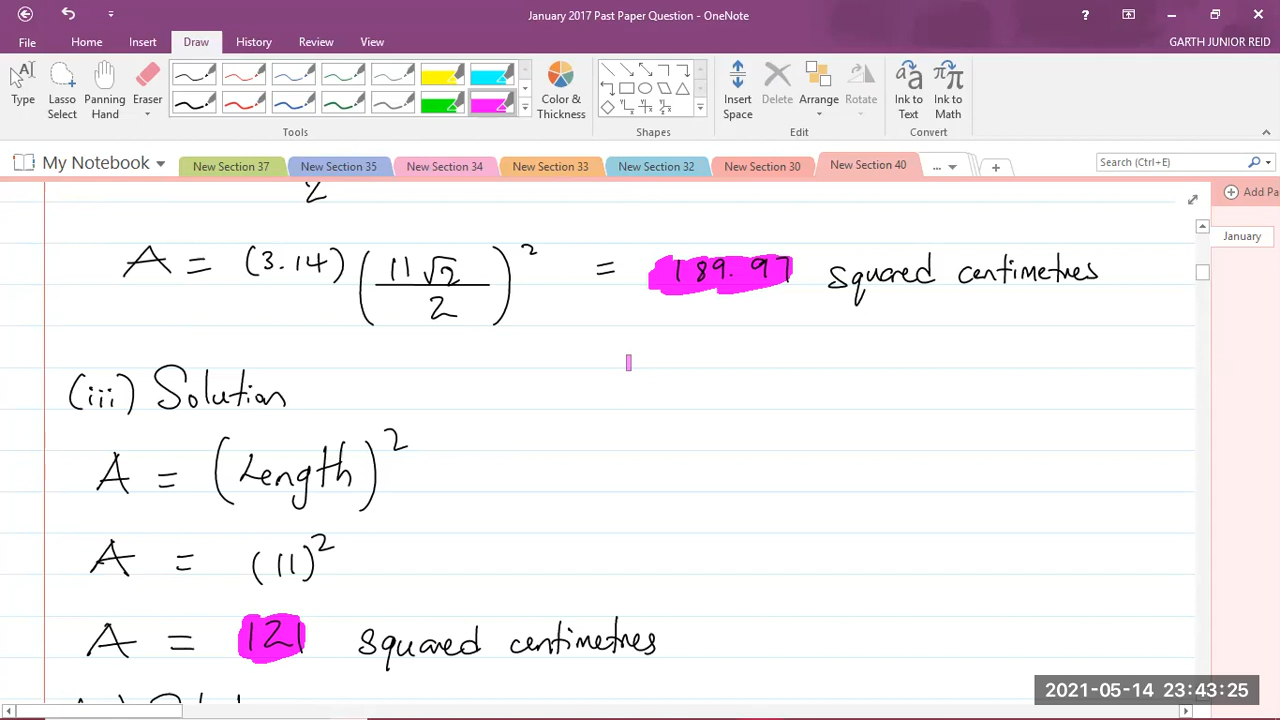 January 2017 Past Paper Question - OneNote
File Home Insert Draw History Review View GARTH JUNIOR REID
Type Lasso Select Panning Hand Eraser Color & Thickness Insert Space Delete Arrange Rotate Ink to Text Ink to Math
Tools Shapes Edit Convert
My Notebook New Section 37 New Section 35 New Section 34 New Section 33 New Section 32 New Section 30 New Section 40 ... Search (Ctrl+E)
Add Pa
January
2
A = (3.14) (11√2/2)² = 189.97 squared centimetres
(iii) Solution
A = (Length)²
A = (11)²
A = 121 squared centimetres
2021-05-14 23:43:25